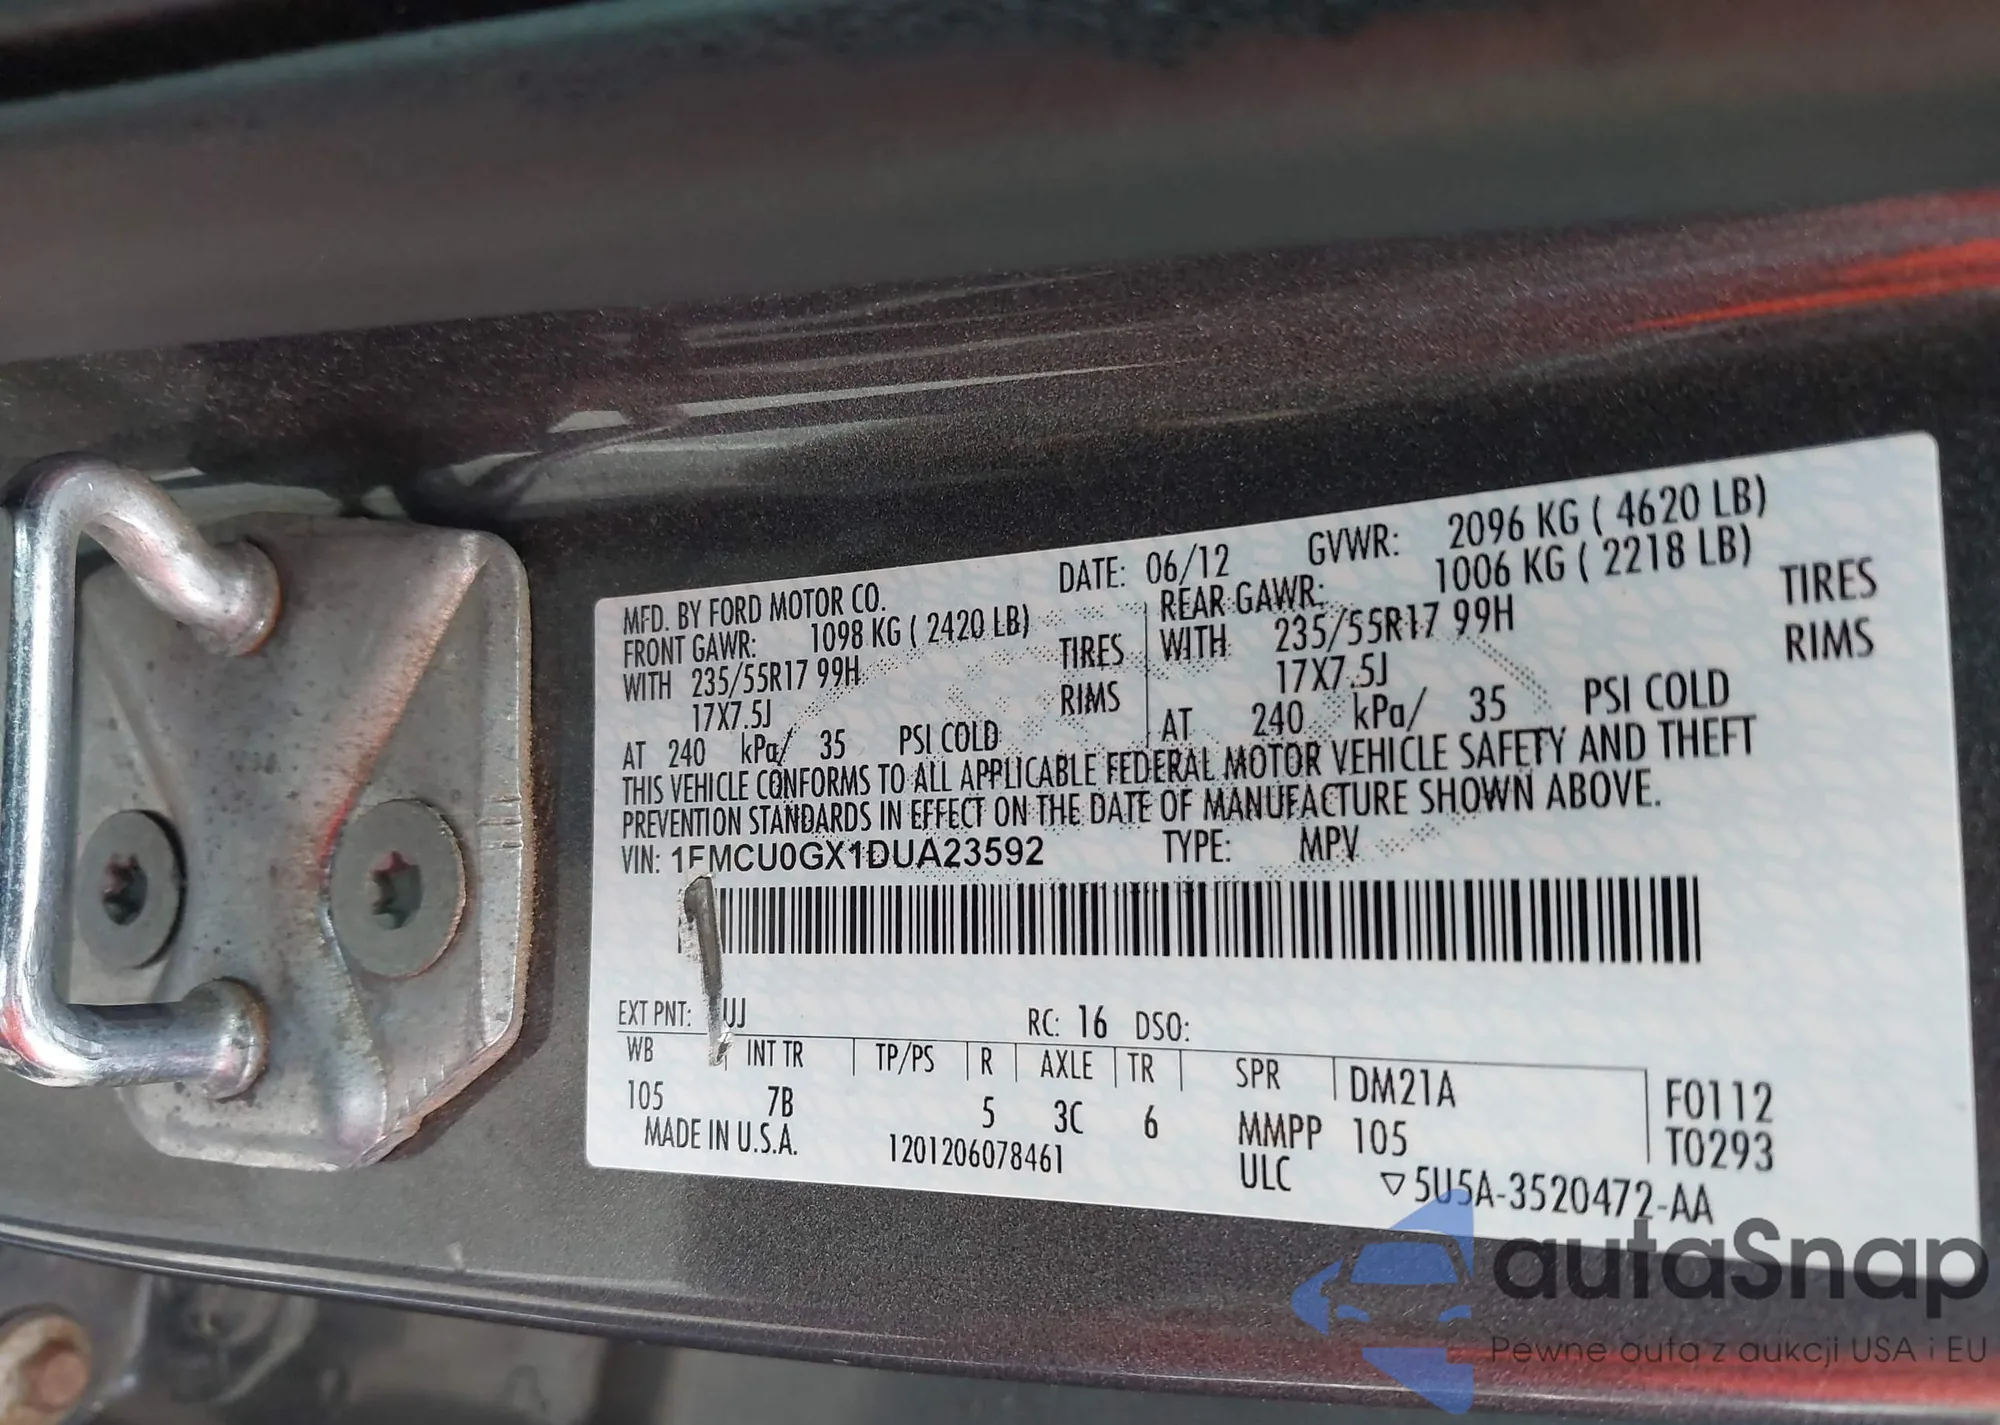 MFD. BY FORD MOTOR CO. DATE: 06/12 GVWR: 2096 KG ( 4620 LB)
FRONT GAWR: 1098 KG ( 2420 LB) REAR GAWR: 1006 KG ( 2218 LB)
WITH 235/55R17 99H TIRES WITH 235/55R17 99H TIRES
17X7.5J RIMS 17X7.5J RIMS
AT 240 kPa/ 35 PSI COLD AT 240 kPa/ 35 PSI COLD
THIS VEHICLE CONFORMS TO ALL APPLICABLE FEDERAL MOTOR VEHICLE SAFETY AND THEFT
PREVENTION STANDARDS IN EFFECT ON THE DATE OF MANUFACTURE SHOWN ABOVE.
VIN: 1FMCU0GX1DUA23592 TYPE: MPV
EXT PNT: UJ RC: 16 DSO:
WB INT TR TP/PS R AXLE TR SPR DM21A F0112
105 7B 5 3C 6 MMPP 105 T0293
MADE IN U.S.A. 1201206078461 ULC ▽5U5A-3520472-AA
autaSnap
Pewne auta z aukcji USA i EU